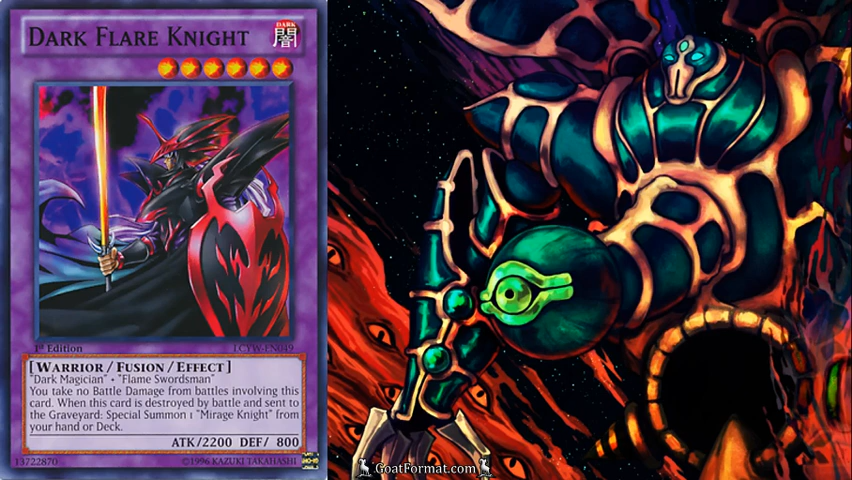 DARK FLARE KNIGHT
DARK
闇
1st Edition
LCYW-EN049
[WARRIOR / FUSION / EFFECT]
"Dark Magician" + "Flame Swordsman"
You take no Battle Damage from battles involving this
card. When this card is destroyed by battle and sent to
the Graveyard: Special Summon 1 "Mirage Knight" from
your hand or Deck.
ATK/2200 DEF/ 800
13722870
©1996 KAZUKI TAKAHASHI
GoatFormat.com